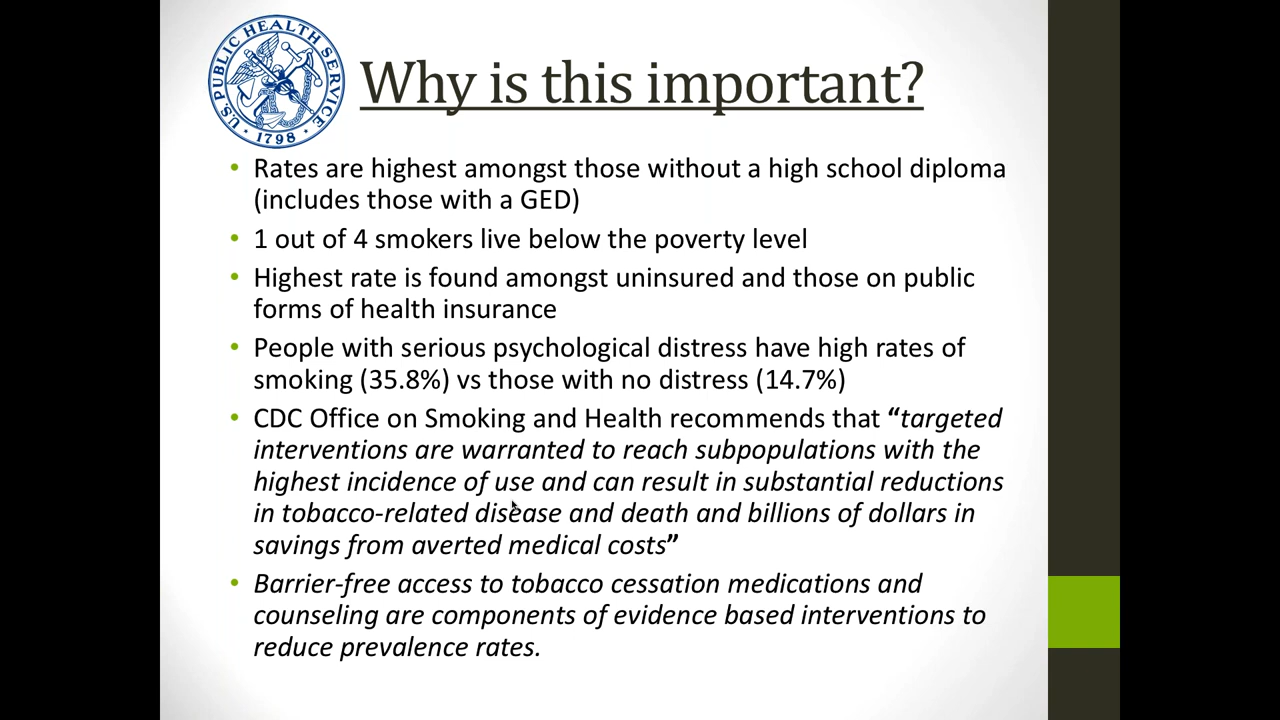 U.S. PUBLIC HEALTH SERVICE
1798
Why is this important?
• Rates are highest amongst those without a high school diploma
(includes those with a GED)
• 1 out of 4 smokers live below the poverty level
• Highest rate is found amongst uninsured and those on public
forms of health insurance
• People with serious psychological distress have high rates of
smoking (35.8%) vs those with no distress (14.7%)
• CDC Office on Smoking and Health recommends that “targeted
interventions are warranted to reach subpopulations with the
highest incidence of use and can result in substantial reductions
in tobacco-related disease and death and billions of dollars in
savings from averted medical costs”
• Barrier-free access to tobacco cessation medications and
counseling are components of evidence based interventions to
reduce prevalence rates.